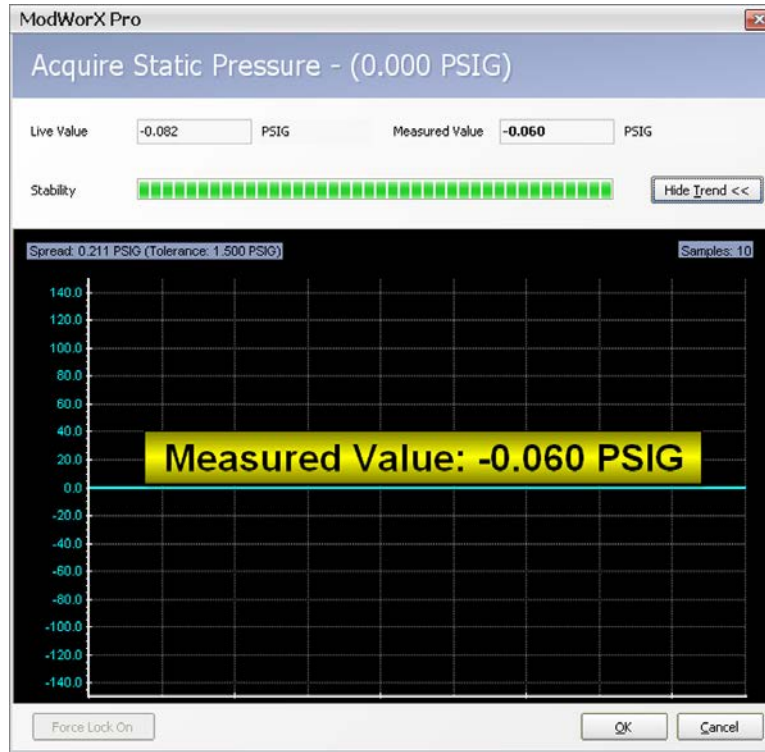 ModWorX Pro
Acquire Static Pressure - (0.000 PSIG)
Live Value -0.082 PSIG Measured Value -0.060 PSIG
Stability Hide Trend <<
Spread: 0.211 PSIG (Tolerance: 1.500 PSIG) Samples: 10
140.0
120.0
100.0
80.0
60.0
40.0
Measured Value: -0.060 PSIG
20.0
0.0
-20.0
-40.0
-60.0
-80.0
-100.0
-120.0
-140.0
Force Lock On OK Cancel